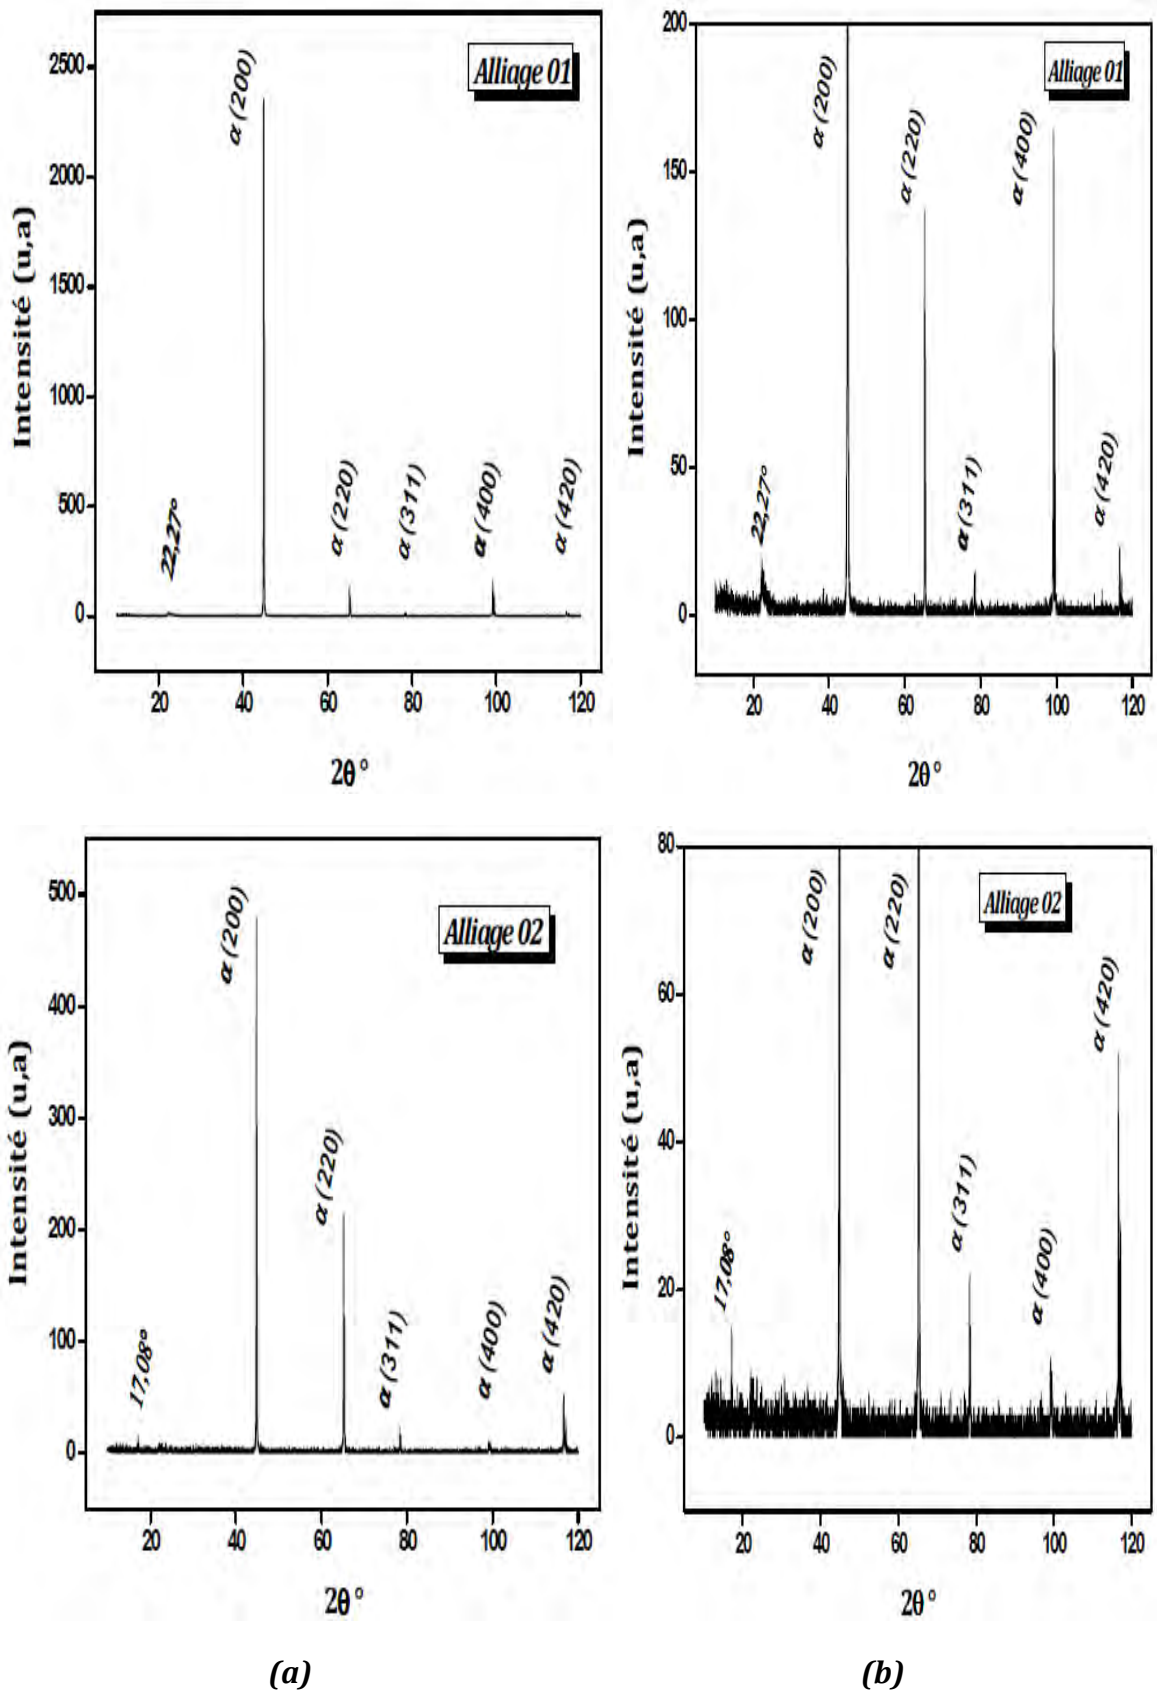 Alliage 01
2500
2000
1500
1000
500
0
Intensité (u,a)
22,27°
α (200)
α (220)
α (311)
α (400)
α (420)
20 40 60 80 100 120
2θ°
Alliage 01
200
150
100
50
0
Intensité (u,a)
22,27°
α (200)
α (220)
α (311)
α (400)
α (420)
20 40 60 80 100 120
2θ°
Alliage 02
500
400
300
200
100
0
Intensité (u,a)
17,08°
α (200)
α (220)
α (311)
α (400)
α (420)
20 40 60 80 100 120
2θ°
Alliage 02
80
60
40
20
0
Intensité (u,a)
17,08°
α (200)
α (220)
α (311)
α (400)
α (420)
20 40 60 80 100 120
2θ°
(a) (b)